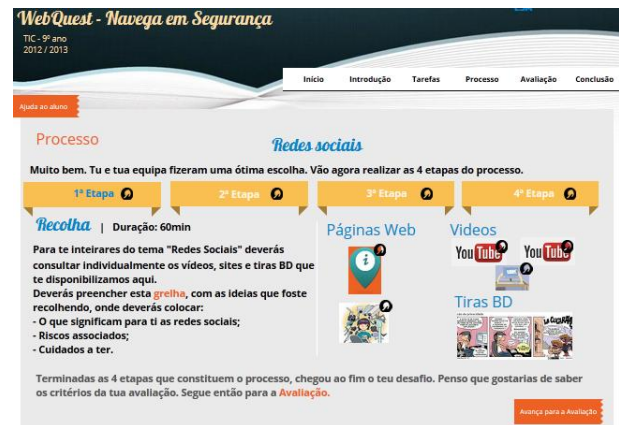 WebQuest - Navega em Segurança
TIC - 9º ano
2012 / 2013
Início Introdução Tarefas Processo Avaliação Conclusão
Ajuda ao aluno
Processo
Redes sociais
Muito bem. Tu e tua equipa fizeram uma ótima escolha. Vão agora realizar as 4 etapas do processo.
1ª Etapa 2ª Etapa 3ª Etapa 4ª Etapa
Recolha | Duração: 60min
Para te inteirares do tema "Redes Sociais" deverás
consultar individualmente os vídeos, sites e tiras BD que
te disponibilizamos aqui.
Deverás preencher esta grelha, com as ideias que foste
recolhendo, onde deverás colocar:
- O que significam para ti as redes sociais;
- Riscos associados;
- Cuidados a ter.
Páginas Web
Videos
YouTube YouTube
Tiras BD
Terminadas as 4 etapas que constituem o processo, chegou ao fim o teu desafio. Penso que gostarias de saber
os critérios da tua avaliação. Segue então para a Avaliação.
Avança para a Avaliação